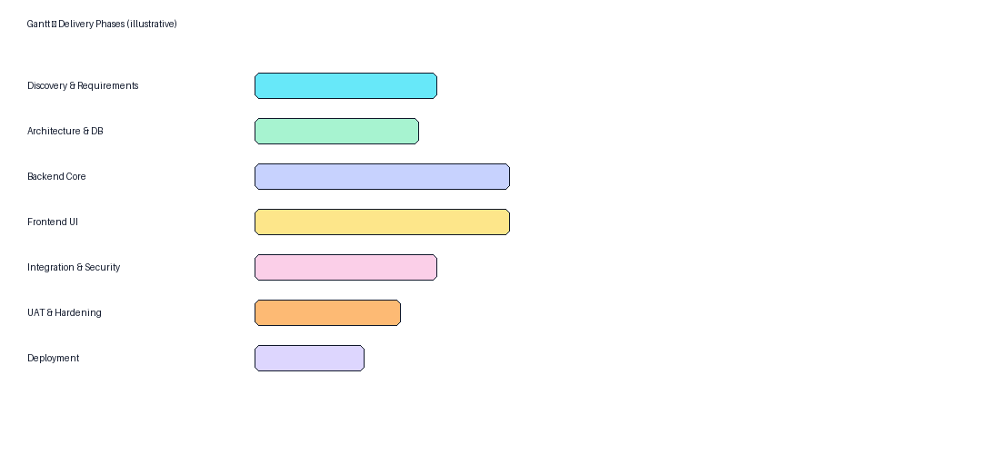 Gantt Delivery Phases (illustrative)
Discovery & Requirements
Architecture & DB
Backend Core
Frontend UI
Integration & Security
UAT & Hardening
Deployment